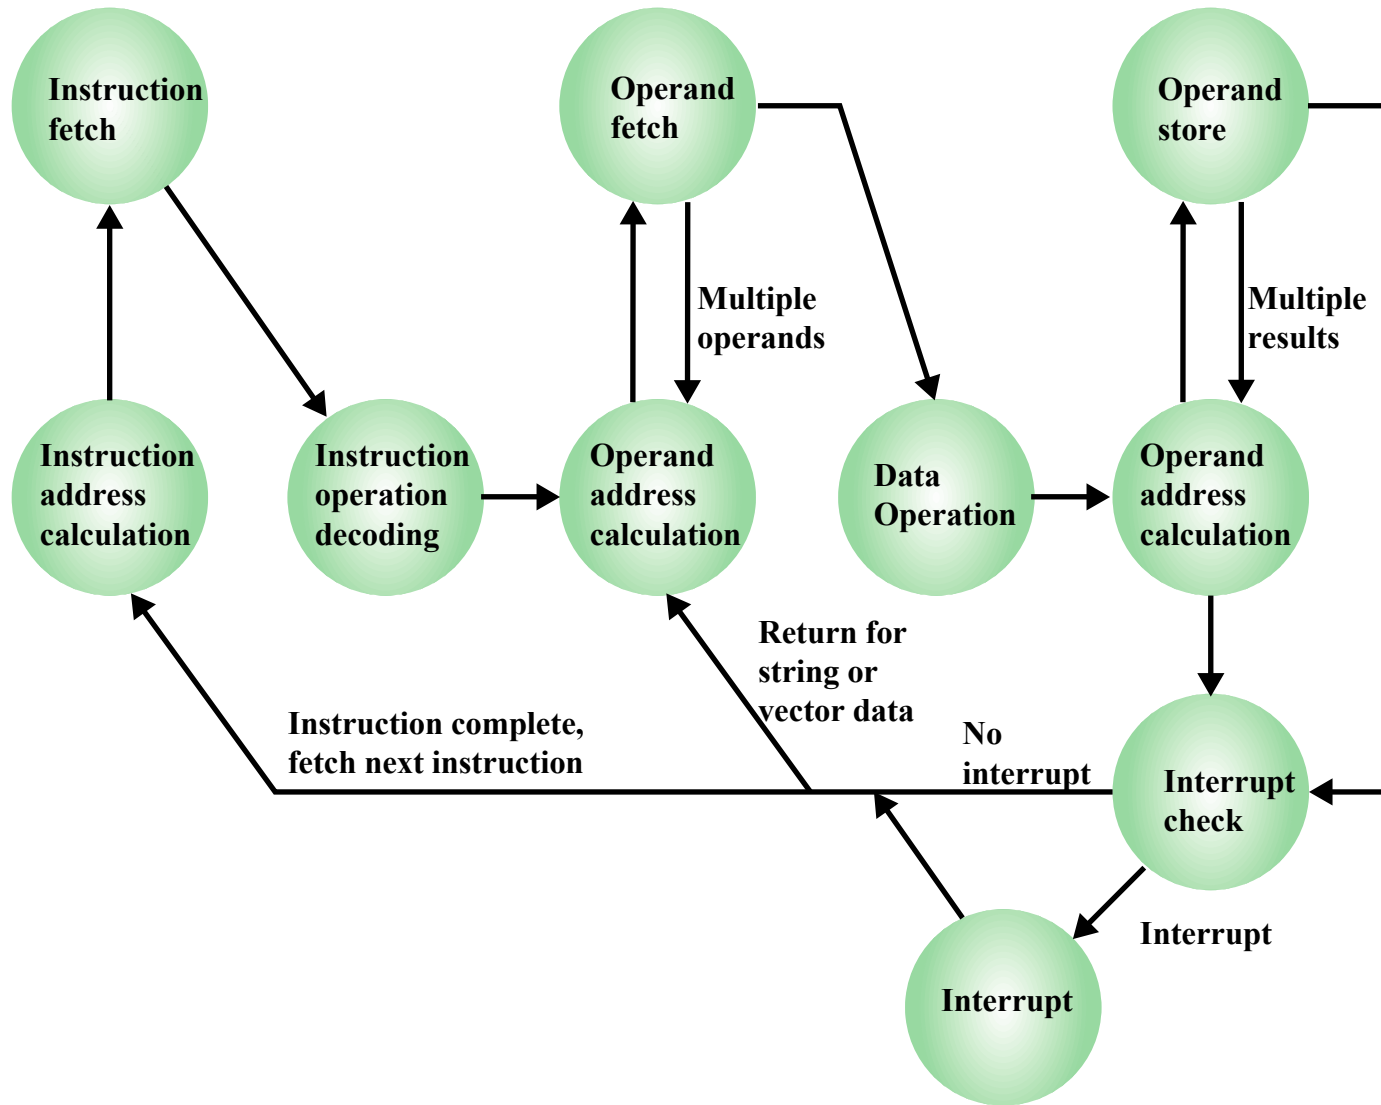 Instruction
fetch
Operand
fetch
Operand
store
Multiple
operands
Multiple
results
Instruction
address
calculation
Instruction
operation
decoding
Operand
address
calculation
Data
Operation
Operand
address
calculation
Return for
string or
vector data
Instruction complete,
fetch next instruction
No
interrupt
Interrupt
check
Interrupt
Interrupt